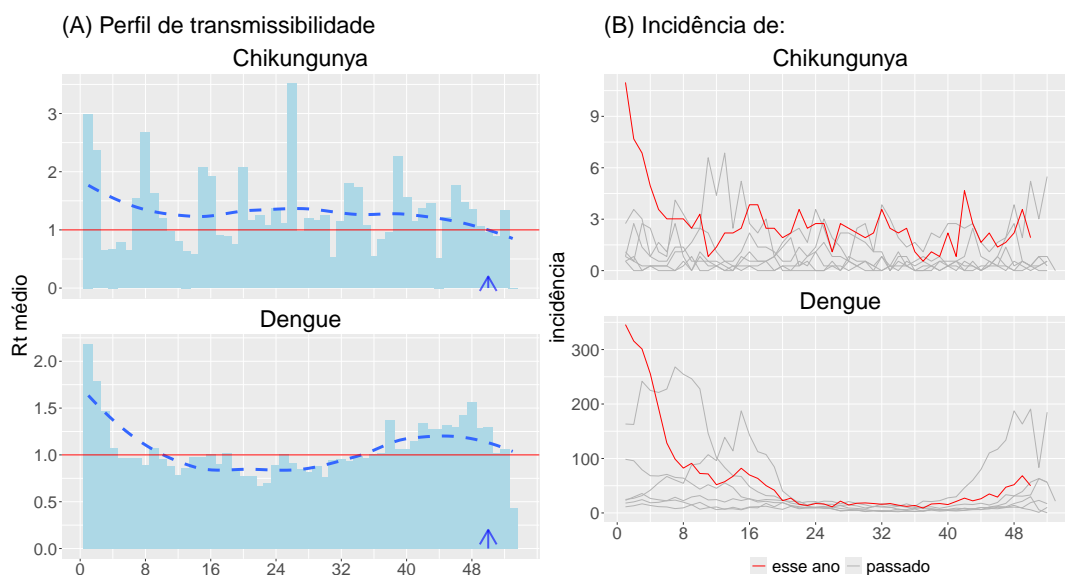 (A) Perfil de transmissibilidade
Chikungunya
3
2
1
0
Dengue
2.0
1.5
1.0
0.5
0.0
0 8 16 24 32 40 48
Rt médio
(B) Incidência de:
Chikungunya
9
6
3
0
Dengue
300
200
100
0
0 8 16 24 32 40 48
incidência
esse ano passado